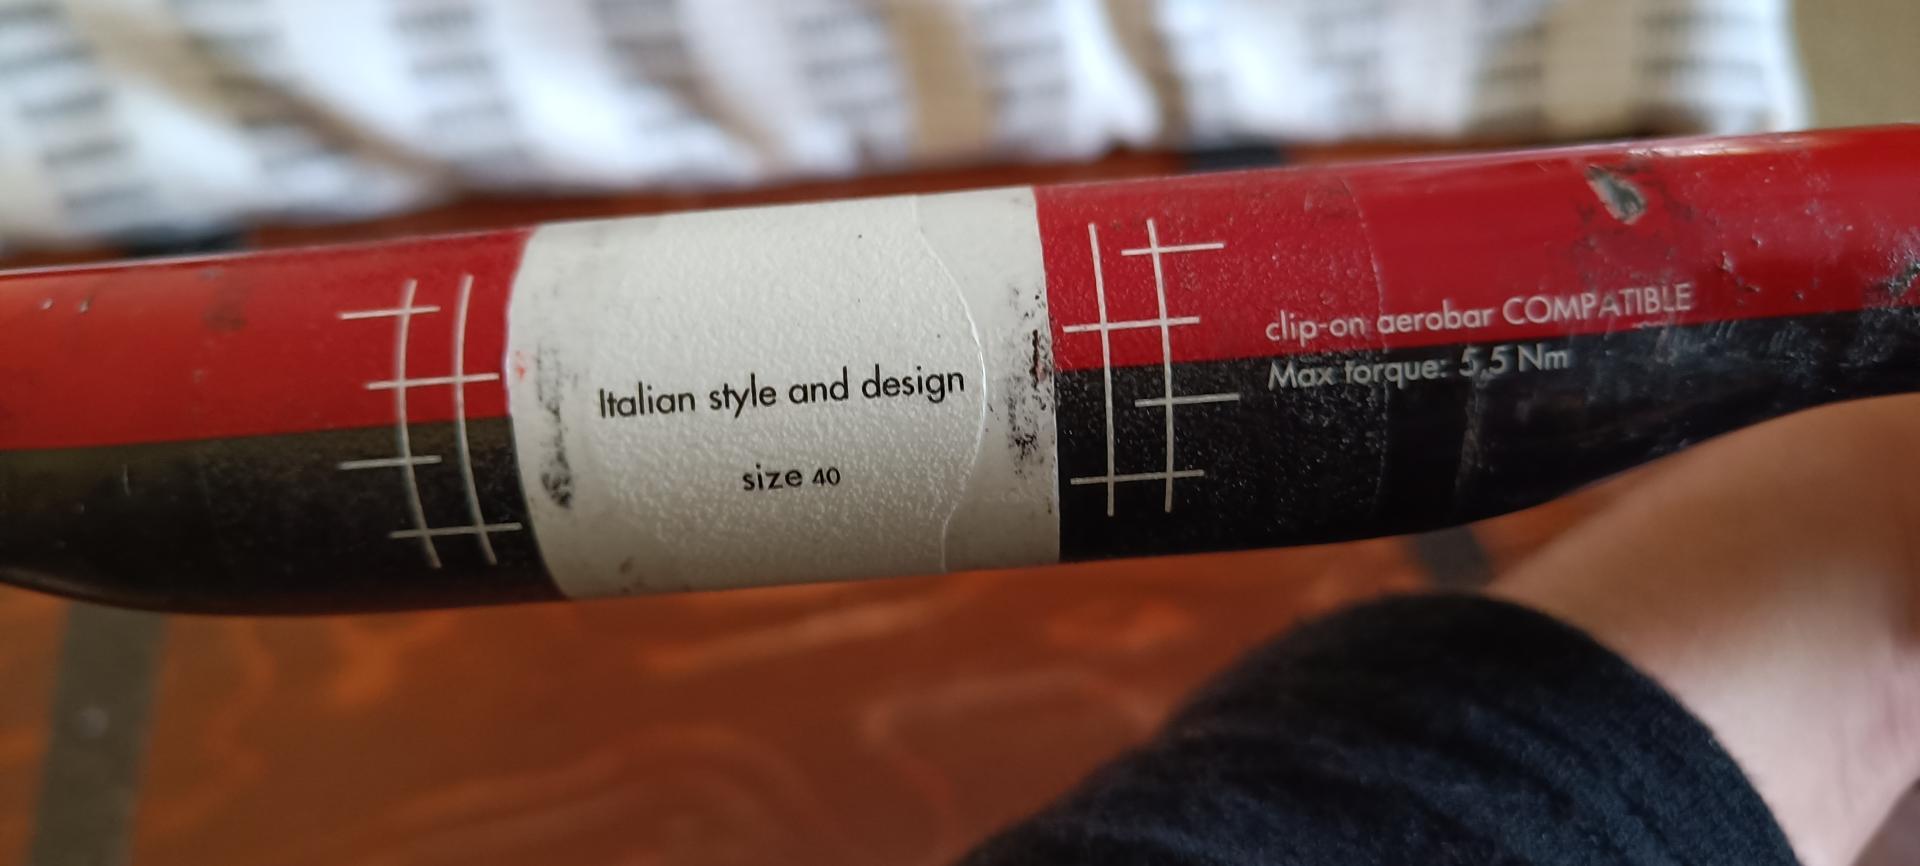 Italian style and design
size 40
clip-on aerobar COMPATIBLE
Max torque: 5,5 Nm